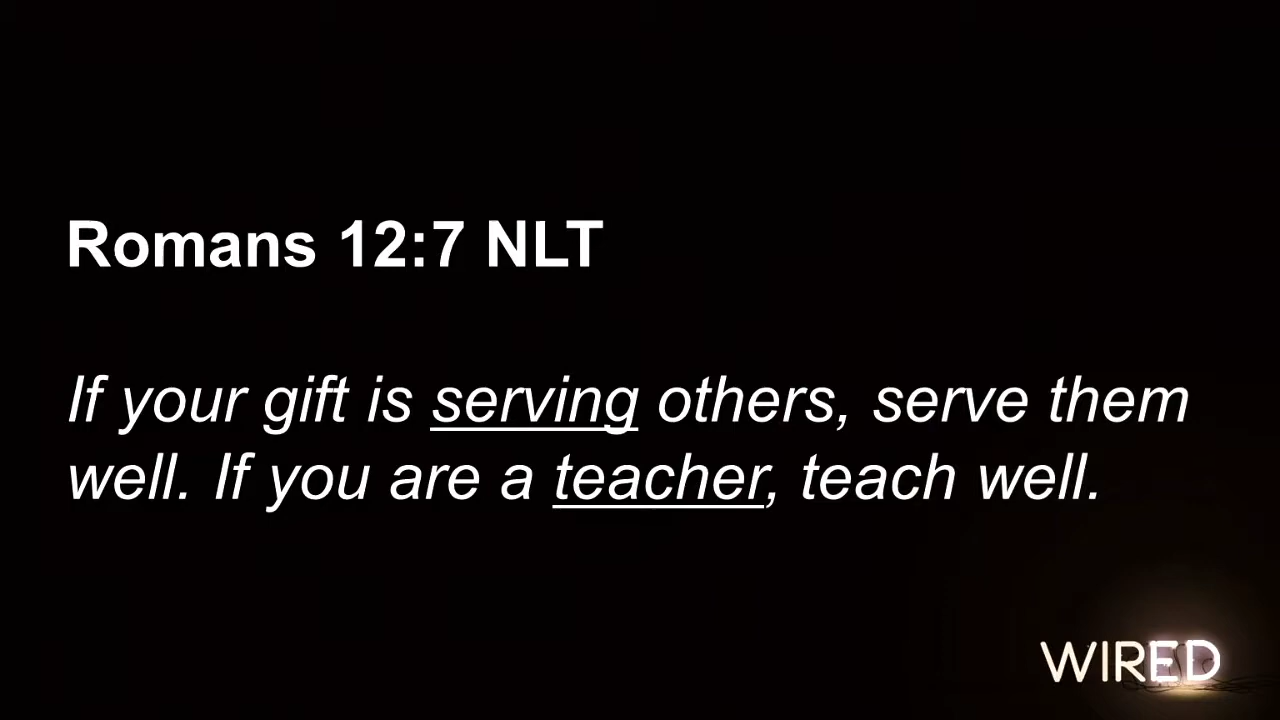 Romans 12:7 NLT
If your gift is serving others, serve them
well. If you are a teacher, teach well.
WIRED